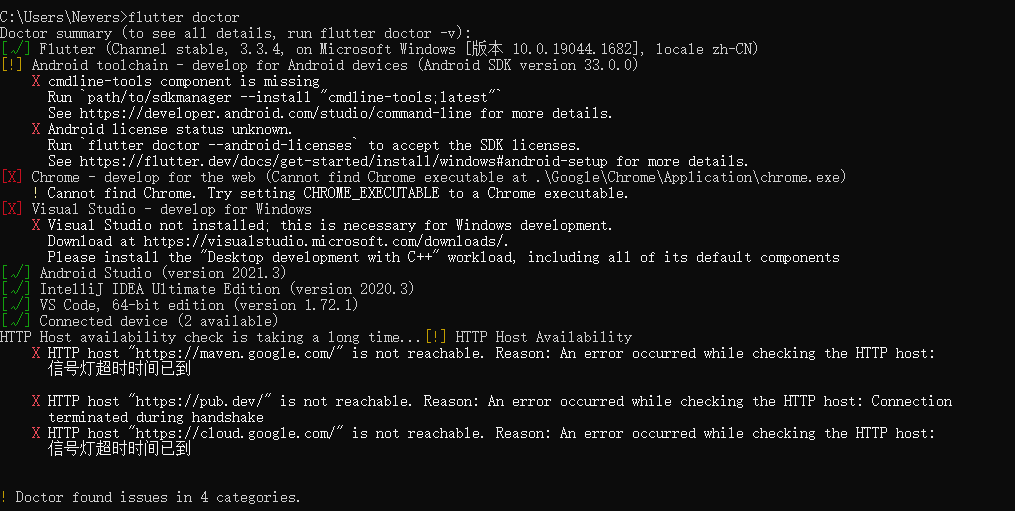 C:\Users\Nevers>flutter doctor
Doctor summary (to see all details, run flutter doctor -v):
[√] Flutter (Channel stable, 3.3.4, on Microsoft Windows [版本 10.0.19044.1682], locale zh-CN)
[!] Android toolchain - develop for Android devices (Android SDK version 33.0.0)
X cmdline-tools component is missing
Run `path/to/sdkmanager --install "cmdline-tools;latest"`
See https://developer.android.com/studio/command-line for more details.
X Android license status unknown.
Run `flutter doctor --android-licenses` to accept the SDK licenses.
See https://flutter.dev/docs/get-started/install/windows#android-setup for more details.
[X] Chrome - develop for the web (Cannot find Chrome executable at .\Google\Chrome\Application\chrome.exe)
! Cannot find Chrome. Try setting CHROME_EXECUTABLE to a Chrome executable.
[X] Visual Studio - develop for Windows
X Visual Studio not installed; this is necessary for Windows development.
Download at https://visualstudio.microsoft.com/downloads/.
Please install the "Desktop development with C++" workload, including all of its default components
[√] Android Studio (version 2021.3)
[√] IntelliJ IDEA Ultimate Edition (version 2020.3)
[√] VS Code, 64-bit edition (version 1.72.1)
[√] Connected device (2 available)
HTTP Host availability check is taking a long time...[!] HTTP Host Availability
X HTTP host "https://maven.google.com/" is not reachable. Reason: An error occurred while checking the HTTP host:
信号灯超时时间已到
X HTTP host "https://pub.dev/" is not reachable. Reason: An error occurred while checking the HTTP host: Connection
terminated during handshake
X HTTP host "https://cloud.google.com/" is not reachable. Reason: An error occurred while checking the HTTP host:
信号灯超时时间已到
! Doctor found issues in 4 categories.